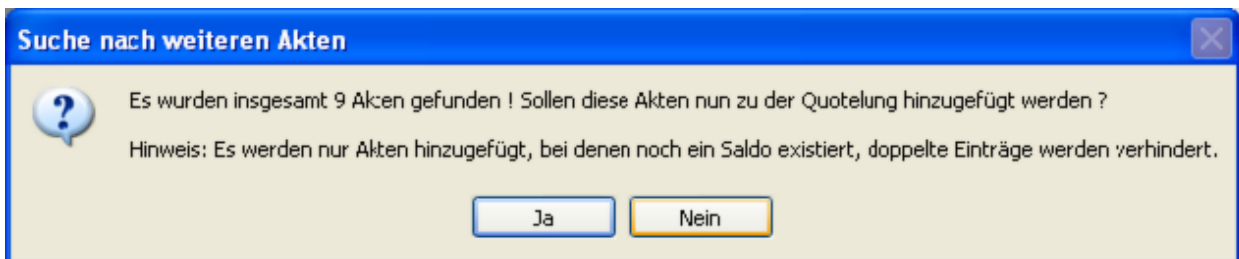 Suche nach weiteren Akten
Es wurden insgesamt 9 Akten gefunden ! Sollen diese Akten nun zu der Quotelung hinzugefügt werden ?
Hinweis: Es werden nur Akten hinzugefügt, bei denen noch ein Saldo existiert, doppelte Einträge werden verhindert.
Ja Nein